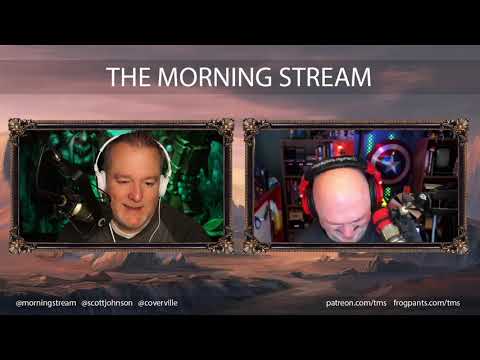 THE MORNING STREAM
@morningstream @scottjohnson @coverville
patreon.com/tms frogpants.com/tms